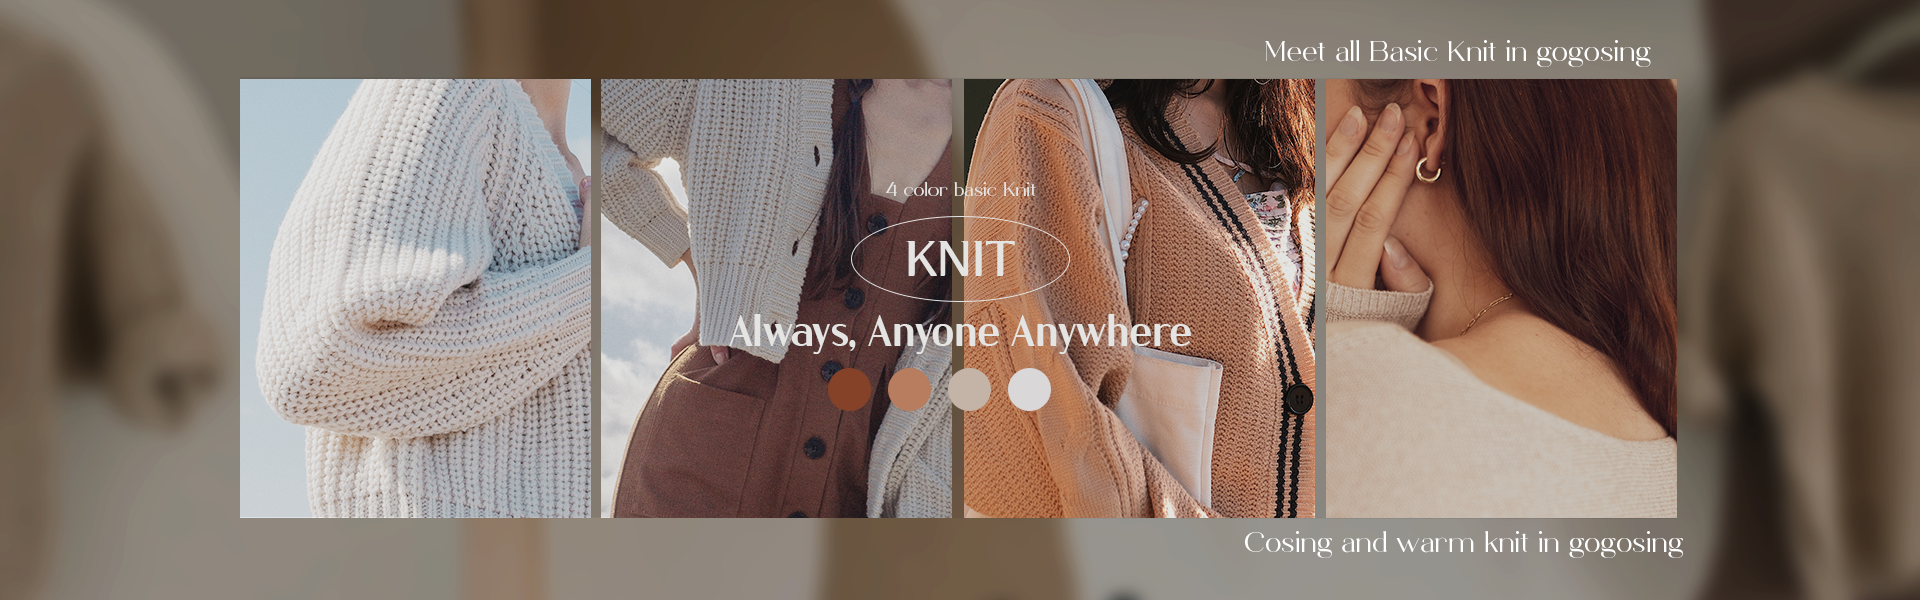 Meet all Basic Knit in gogosing
4 color basic Knit
KNIT
Always, Anyone Anywhere
Cosing and warm knit in gogosing